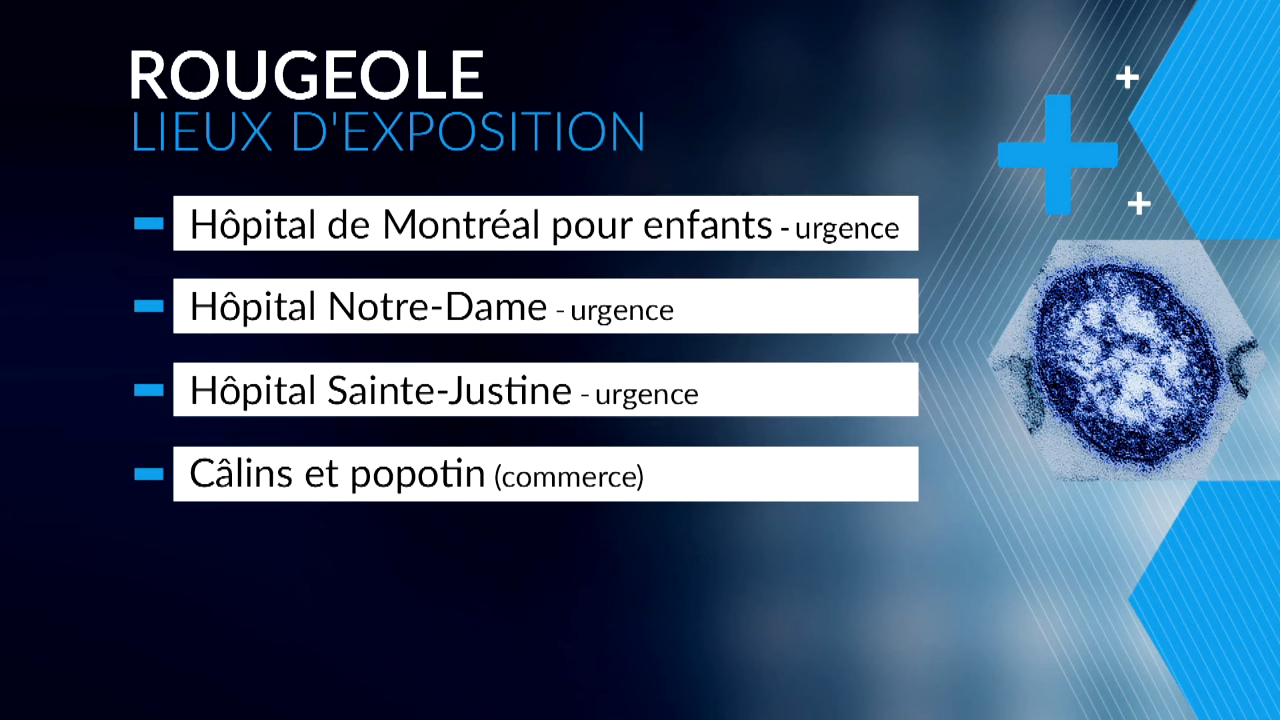 ROUGEOLE
LIEUX D'EXPOSITION
Hôpital de Montréal pour enfants - urgence
Hôpital Notre-Dame - urgence
Hôpital Sainte-Justine - urgence
Câlins et popotin (commerce)